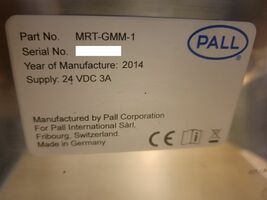 Part No. MRT-GMM-1
Serial No.
Year of Manufacture: 2014
Supply: 24 VDC 3A
PALL
Manufactured by Pall Corporation
For Pall International Sàrl,
Fribourg, Switzerland
Made in Germany
CE